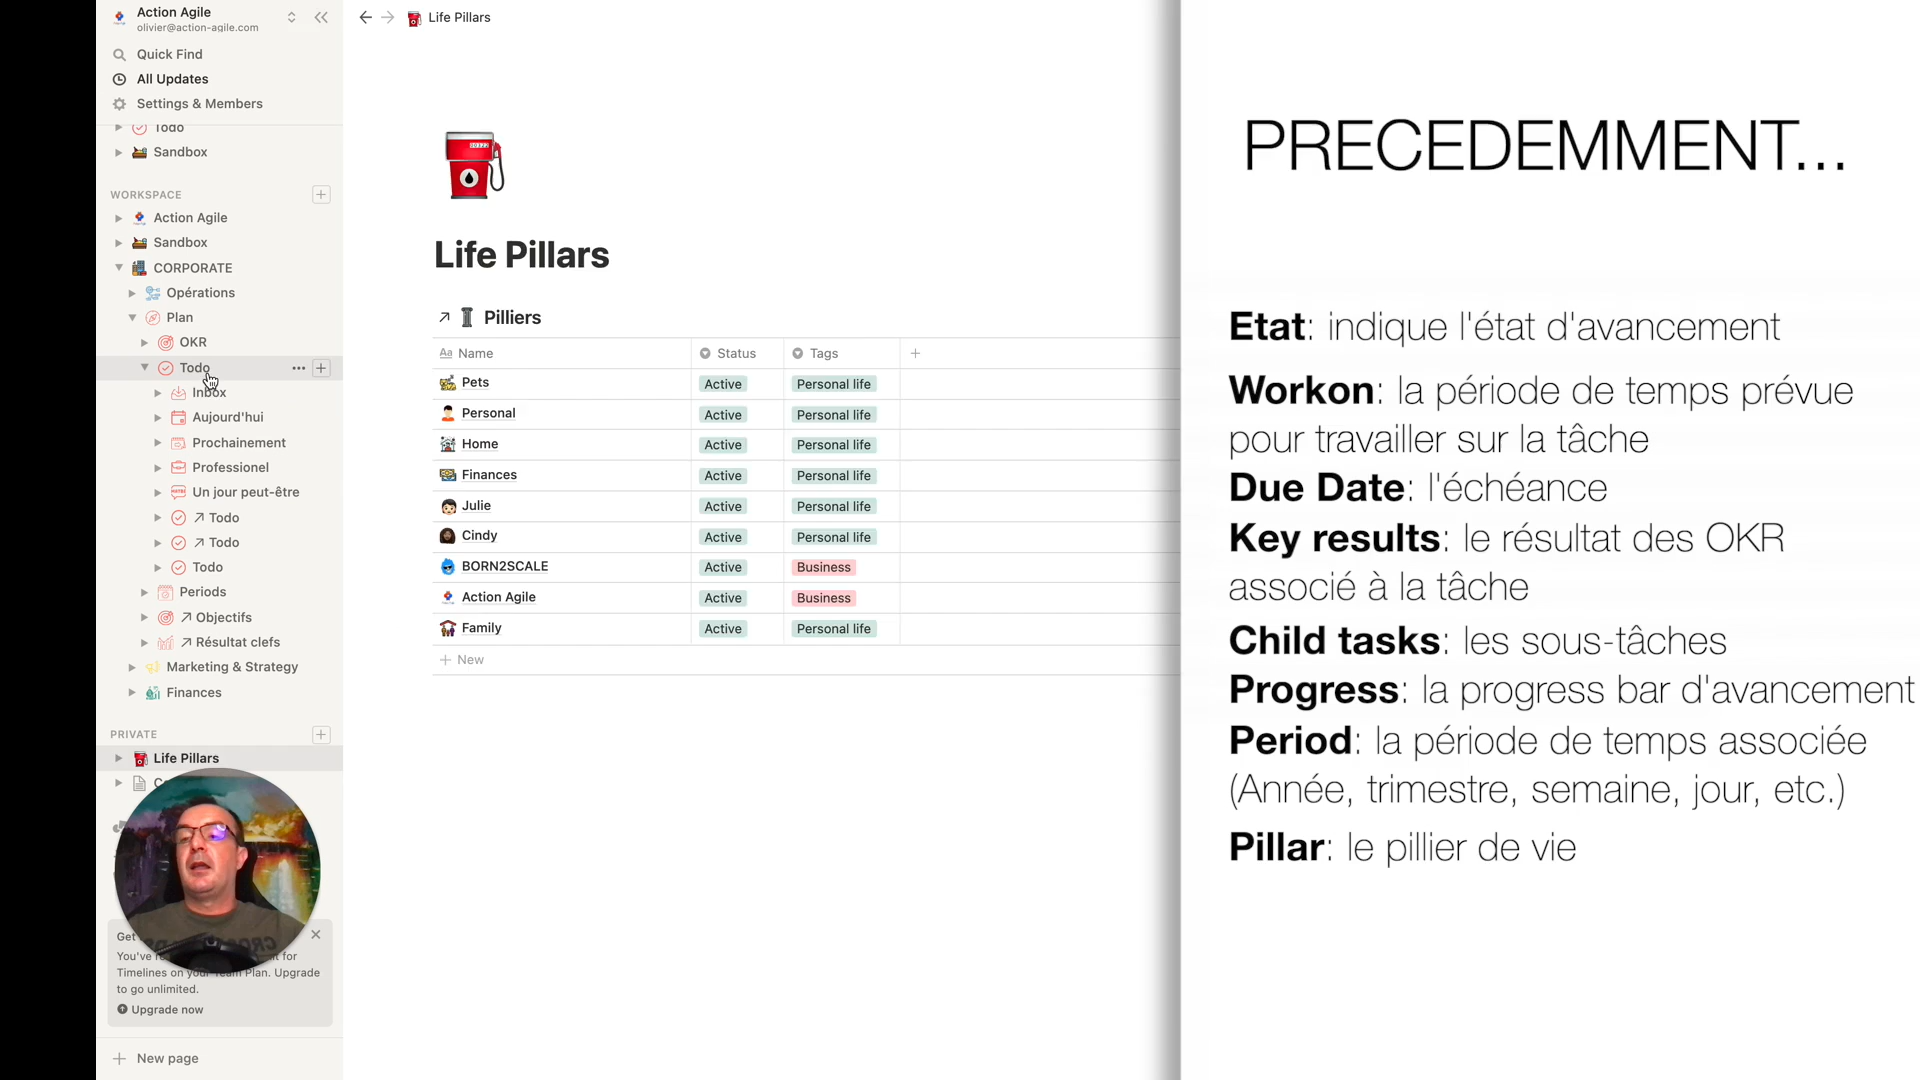 Action Agile
olivier@action-agile.com
Quick Find
All Updates
Settings & Members
Todo
Sandbox
WORKSPACE
Action Agile
Sandbox
CORPORATE
Opérations
Plan
OKR
Todo
Inbox
Aujourd'hui
Prochainement
Professionel
Un jour peut-être
Todo
Todo
Todo
Periods
Objectifs
Résultat clefs
Marketing & Strategy
Finances
PRIVATE
Life Pillars
Get
You've for
Timelines on your Team Plan. Upgrade
to go unlimited.
Upgrade now
New page
Life Pillars
Life Pillars
Pilliers
Aa Name Status Tags
Pets Active Personal life
Personal Active Personal life
Home Active Personal life
Finances Active Personal life
Julie Active Personal life
Cindy Active Personal life
BORN2SCALE Active Business
Action Agile Active Business
Family Active Personal life
New
PRECEDEMMENT...
Etat: indique l'état d'avancement
Workon: la période de temps prévue
pour travailler sur la tâche
Due Date: l'échéance
Key results: le résultat des OKR
associé à la tâche
Child tasks: les sous-tâches
Progress: la progress bar d'avancement
Period: la période de temps associée
(Année, trimestre, semaine, jour, etc.)
Pillar: le pillier de vie